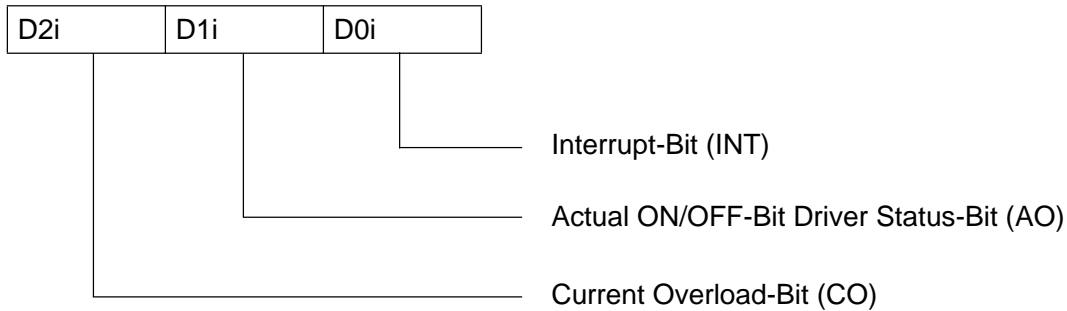 D2i D1i D0i
Interrupt-Bit (INT)
Actual ON/OFF-Bit Driver Status-Bit (AO)
Current Overload-Bit (CO)